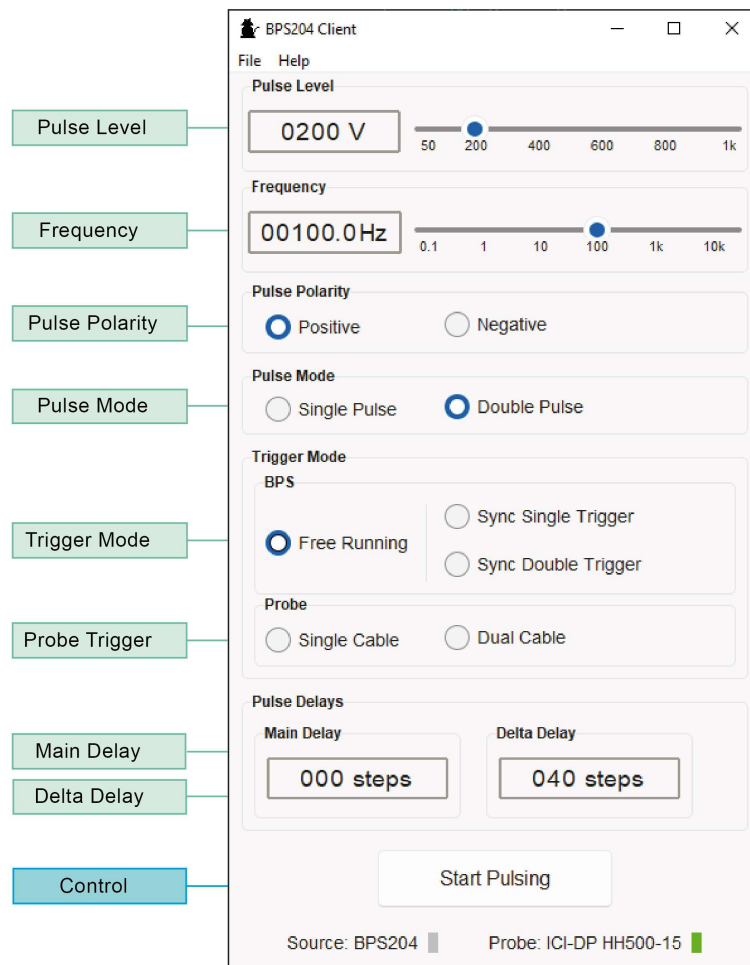 BPS204 Client
File Help
Pulse Level
Pulse Level
0200 V
50 200 400 600 800 1k
Frequency
Frequency
00100.0Hz
0.1 1 10 100 1k 10k
Pulse Polarity
Pulse Polarity
Positive Negative
Pulse Mode
Pulse Mode
Single Pulse Double Pulse
Trigger Mode
BPS
Trigger Mode
Free Running
Sync Single Trigger
Sync Double Trigger
Probe
Probe Trigger
Single Cable Dual Cable
Pulse Delays
Main Delay Delta Delay
Main Delay
000 steps 040 steps
Delta Delay
Control
Start Pulsing
Source: BPS204 Probe: ICI-DP HH500-15